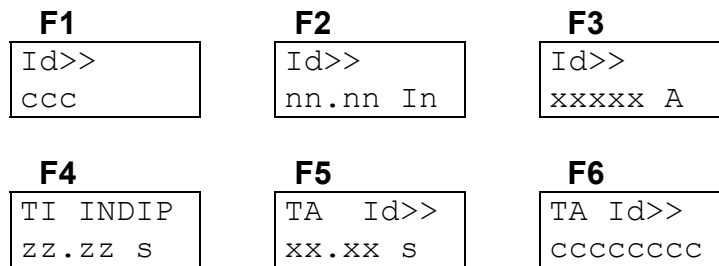 F1 F2 F3
Id>> Id>> Id>>
ccc nn.nn In xxxxx A
F4 F5 F6
TI INDIP TA  Id>> TA Id>>
zz.zz s xx.xx s cccccccc